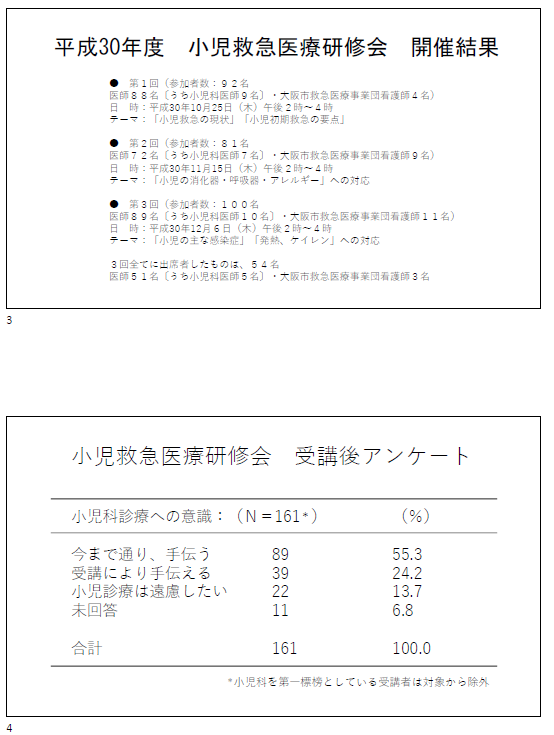 平成30年度　小児救急医療研修会　開催結果
●　第１回（参加者数：９２名
医師８８名〔うち小児科医師９名〕・大阪市救急医療事業団看護師４名）
日　時：平成30年10月25日（木）午後２時～４時
テーマ：「小児救急の現状」「小児初期救急の要点」
●　第２回（参加者数：８１名
医師７２名〔うち小児科医師７名〕・大阪市救急医療事業団看護師９名）
日　時：平成30年11月15日（木）午後２時～４時
テーマ：「小児の消化器・呼吸器・アレルギー」への対応
●　第３回（参加者数：１００名
医師８９名〔うち小児科医師１０名〕・大阪市救急医療事業団看護師１１名）
日　時：平成30年12月６日（木）午後２時～４時
テーマ：「小児の主な感染症」「発熱、ケイレン」への対応
３回全てに出席者したものは、５４名
医師５１名〔うち小児科医師５名〕・大阪市救急医療事業団看護師３名
3
小児救急医療研修会　受講後アンケート
小児科診療への意識：（N＝161*）　（%）
今まで通り、手伝う　89　55.3
受講により手伝える　39　24.2
小児診療は遠慮したい　22　13.7
未回答　11　6.8
合計　161　100.0
*小児科を第一標榜としている受講者は対象から除外
4